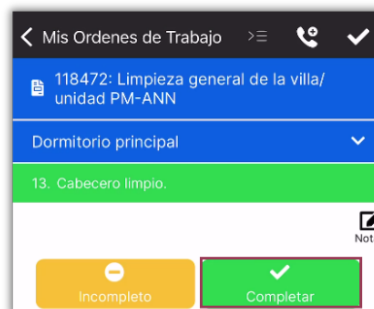 Mis Ordenes de Trabajo
118472: Limpieza general de la villa/
unidad PM-ANN
Dormitorio principal
13. Cabecero limpio.
Not
Incompleto
Completar